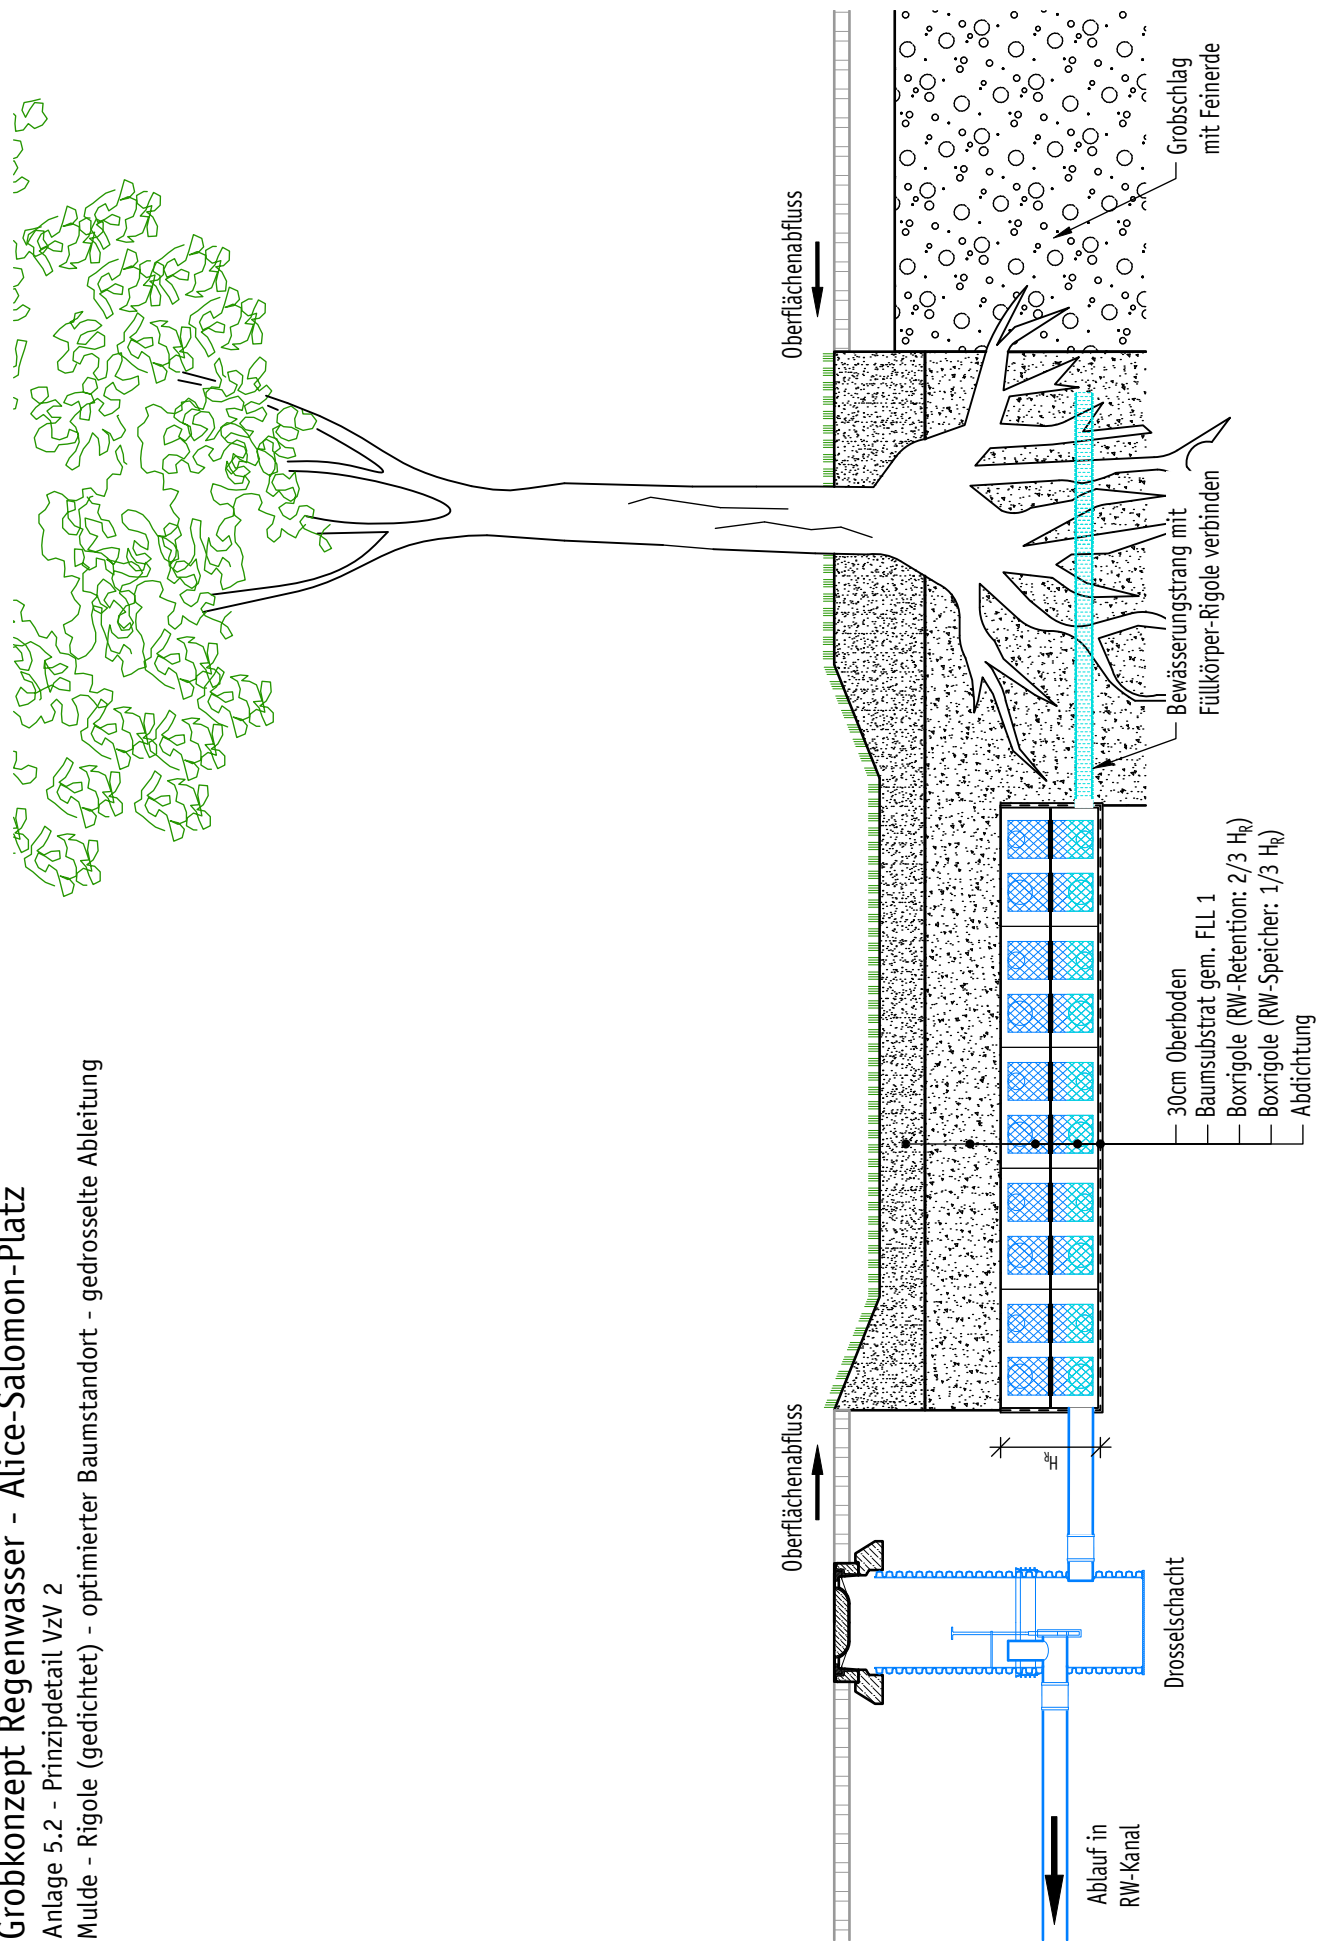 Grobkonzept Regenwasser - Alice-Salomon-Platz
Anlage 5.2 - Prinzipdetail VzV 2
Mulde - Rigole (gedichtet) - optimierter Baumstandort - gedrosselte Ableitung
Oberflächenabfluss
Oberflächenabfluss
Ablauf in
RW-Kanal
Drosselschacht
HR
30cm Oberboden
Baumsubstrat gem. FLL 1
Boxrigole (RW-Retention: 2/3 HR)
Boxrigole (RW-Speicher: 1/3 HR)
Abdichtung
Bewässerungstrang mit
Füllkörper-Rigole verbinden
Grobschlag
mit Feinerde